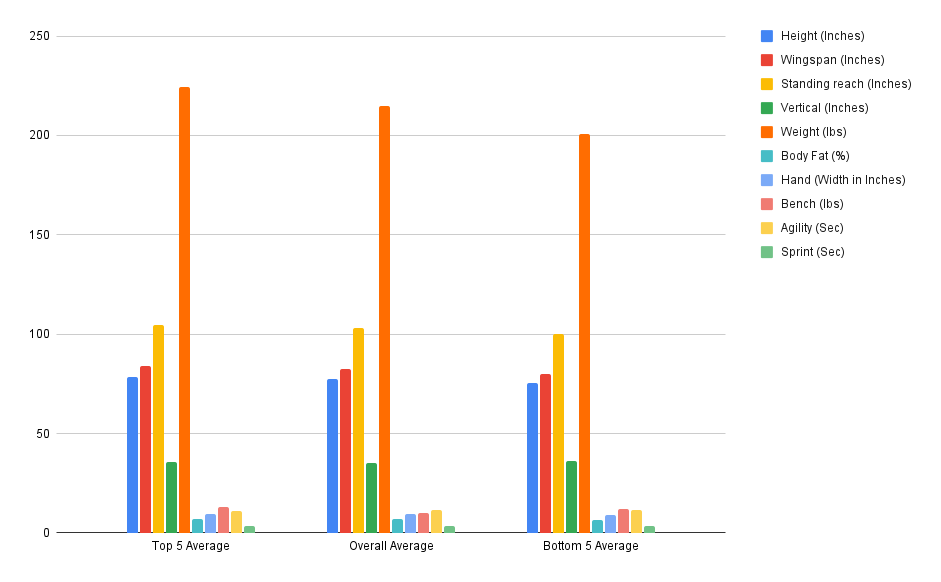 250
200
150
100
50
0
Top 5 Average
Overall Average
Bottom 5 Average
Height (Inches)
Wingspan (Inches)
Standing reach (Inches)
Vertical (Inches)
Weight (lbs)
Body Fat (%)
Hand (Width in Inches)
Bench (lbs)
Agility (Sec)
Sprint (Sec)